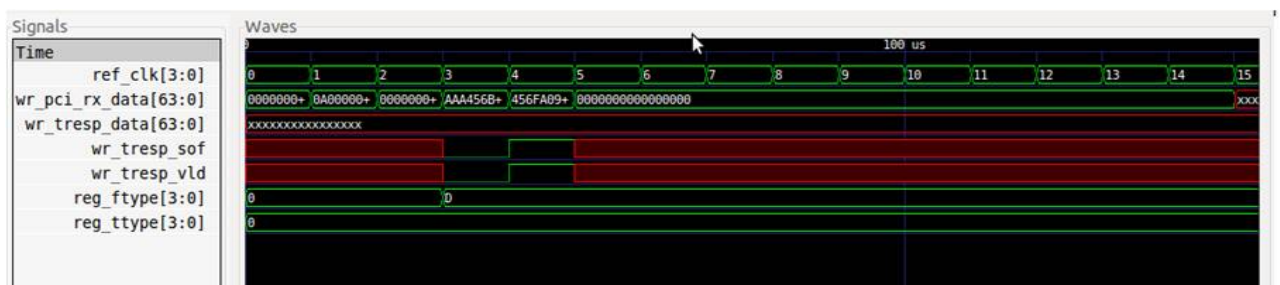 Signals
Waves
Time
100 us
ref_clk[3:0]
0 1 2 3 4 5 6 7 8 9 10 11 12 13 14 15
wr_pci_rx_data[63:0]
0000000+ 0A00000+ 0000000+ AAA456B+ 456FA09+ 0000000000000000 xxx
wr_tresp_data[63:0]
xxxxxxxxxxxxxxxx
wr_tresp_sof
wr_tresp_vld
reg_ftype[3:0]
0 D
reg_ttype[3:0]
0